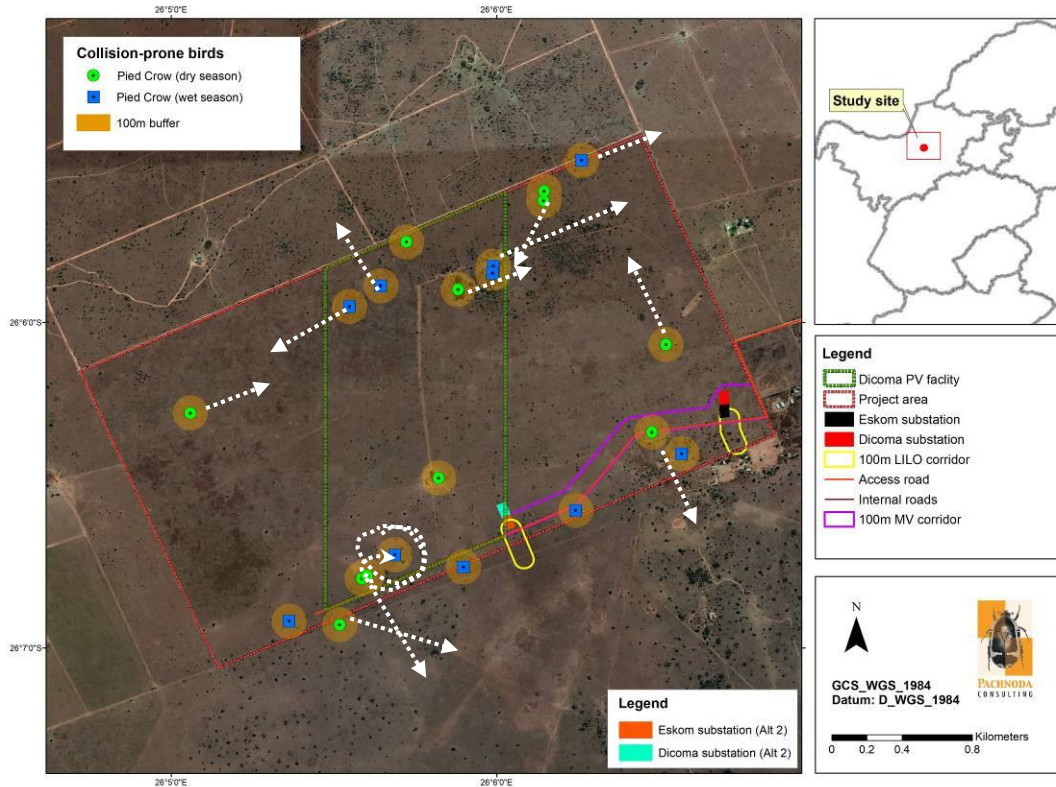 26°5'0"E
26°6'0"E
Collision-prone birds
Pied Crow (dry season)
Pied Crow (wet season)
100m buffer
26°6'0"S
26°7'0"S
26°5'0"E
26°6'0"E
Legend
Eskom substation (Alt 2)
Dicoma substation (Alt 2)
Study site
Legend
Dicoma PV faclity
Project area
Eskom substation
Dicoma substation
100m LILO corridor
Access road
Internal roads
100m MV corridor
N
GCS_WGS_1984
Datum: D_WGS_1984
PACHNODA
CONSULTING
Kilometers
0 0.2 0.4 0.8